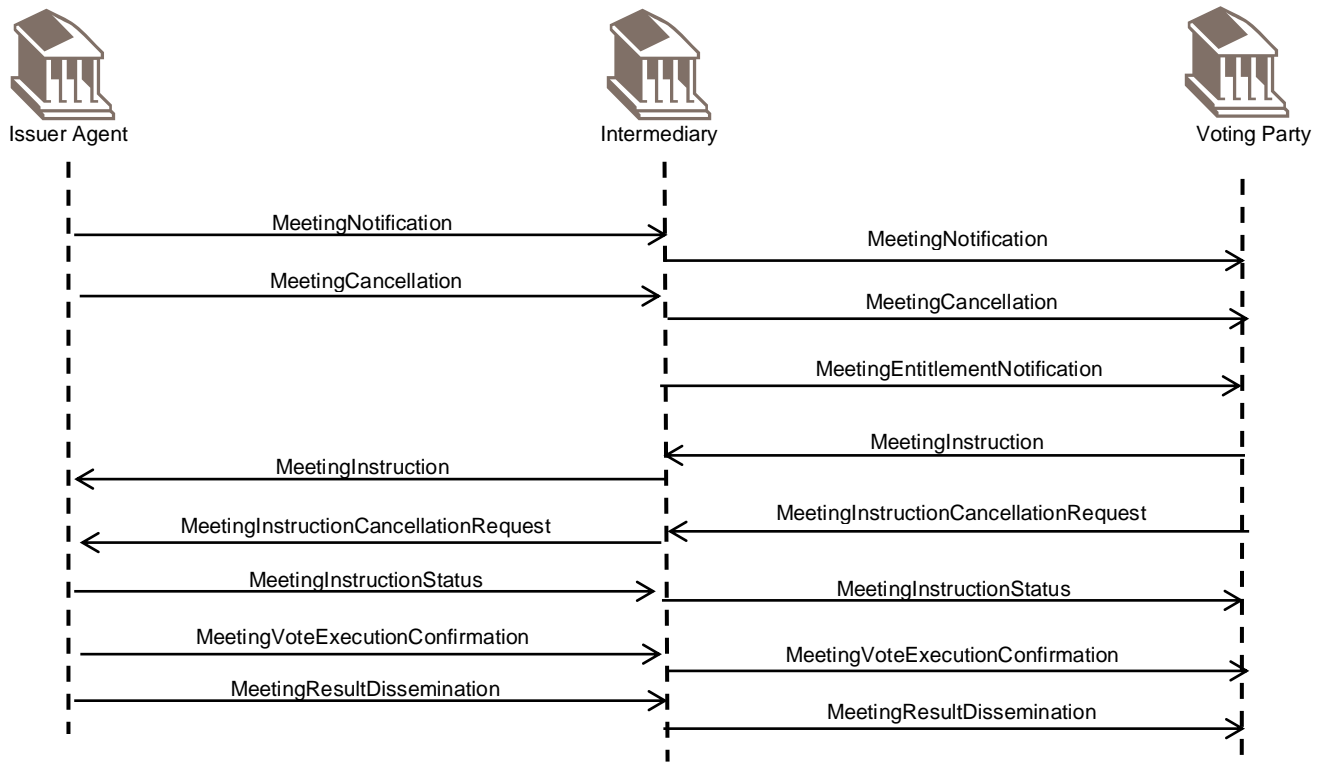 Issuer Agent
Intermediary
Voting Party
MeetingNotification
MeetingNotification
MeetingCancellation
MeetingCancellation
MeetingEntitlementNotification
MeetingInstruction
MeetingInstruction
MeetingInstructionCancellationRequest
MeetingInstructionCancellationRequest
MeetingInstructionStatus
MeetingInstructionStatus
MeetingVoteExecutionConfirmation
MeetingVoteExecutionConfirmation
MeetingResultDissemination
MeetingResultDissemination